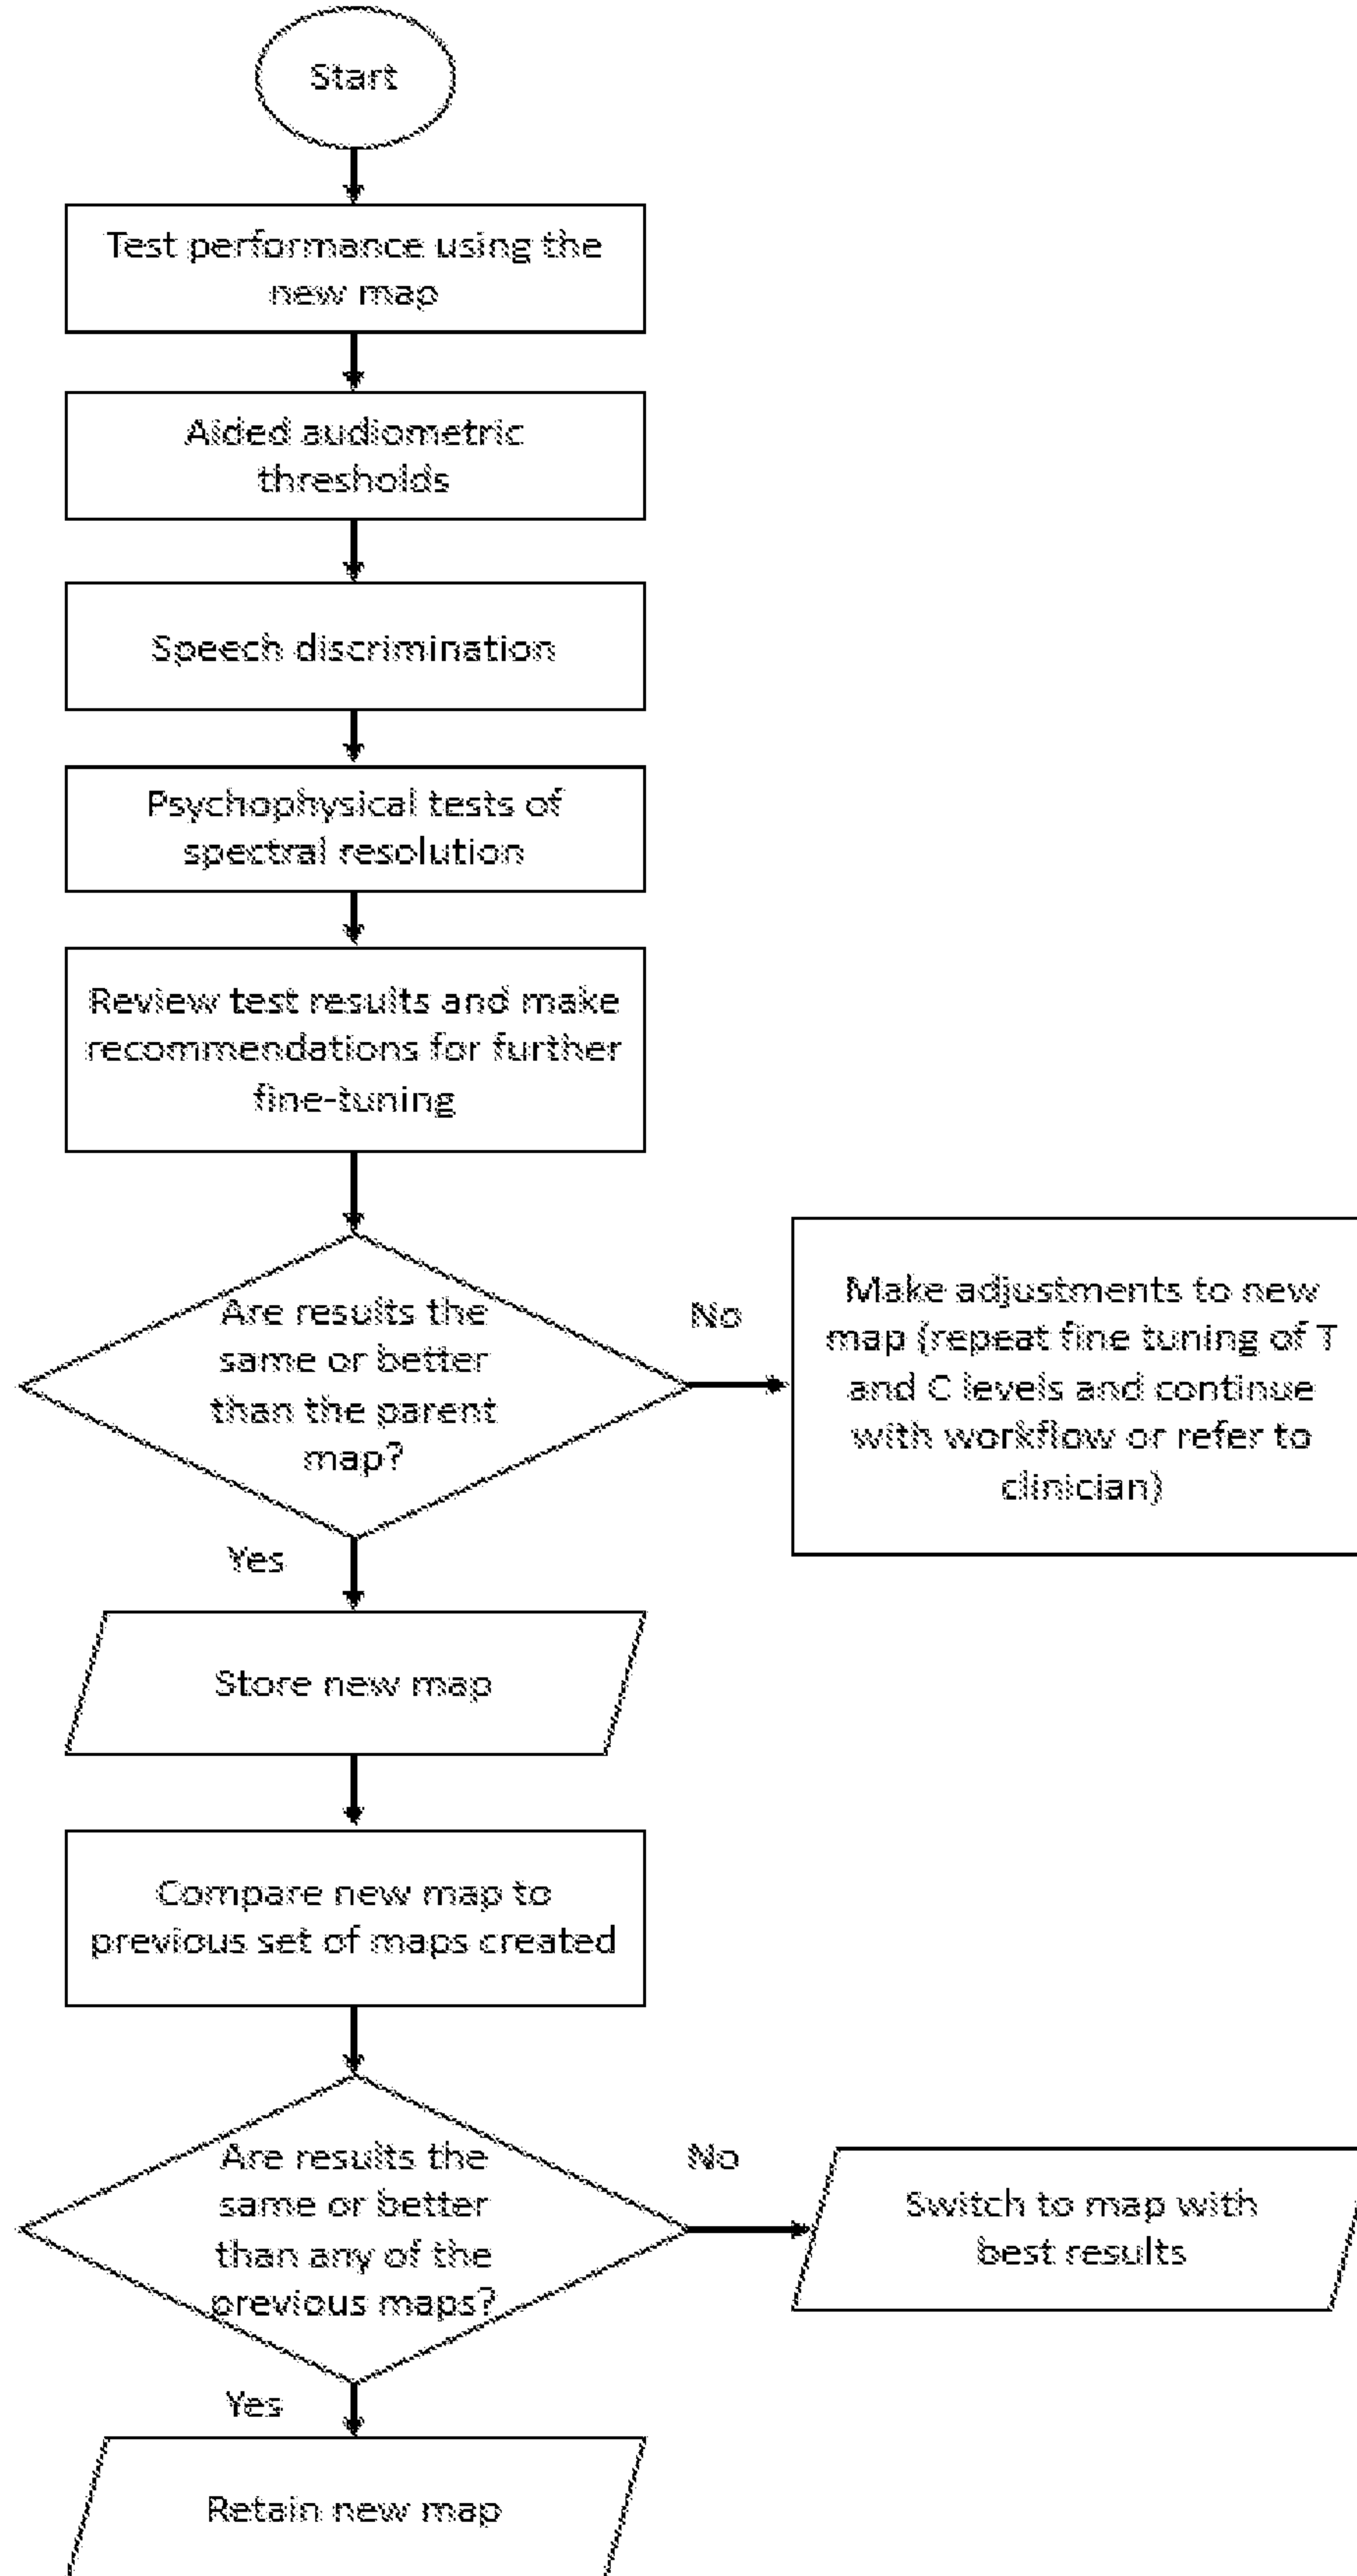 Start
Test performance using the
new map
Aided audiometric
thresholds
Speech discrimination
Psychophysical tests of
spectral resolution
Review test results and make
recommendations for further
fine-tuning
Are results the
same or better
than the parent
map?
No
Make adjustments to new
map (repeat fine tuning of T
and C levels and continue
with workflow or refer to
clinician)
Yes
Store new map
Compare new map to
previous set of maps created
Are results the
same or better
than any of the
previous maps?
No
Switch to map with
best results
Yes
Retain new map